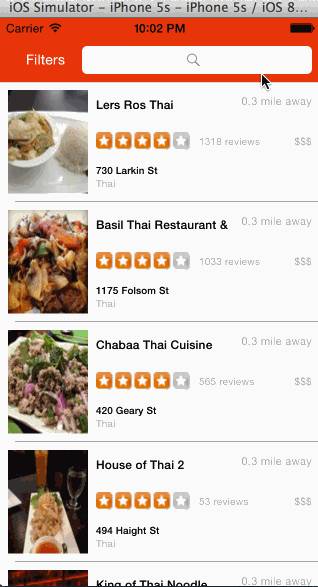 iOS Simulator – iPhone 5s – iPhone 5s / iOS 8...
Carrier 10:02 PM
Filters
Lers Ros Thai 0.3 mile away
1318 reviews $$$
730 Larkin St
Thai
Basil Thai Restaurant & 0.3 mile away
1033 reviews $$$
1175 Folsom St
Thai
Chabaa Thai Cuisine 0.3 mile away
565 reviews $$$
420 Geary St
Thai
House of Thai 2 0.3 mile away
53 reviews $$$
494 Haight St
Thai
King of Thai Noodle 0.3 mile away